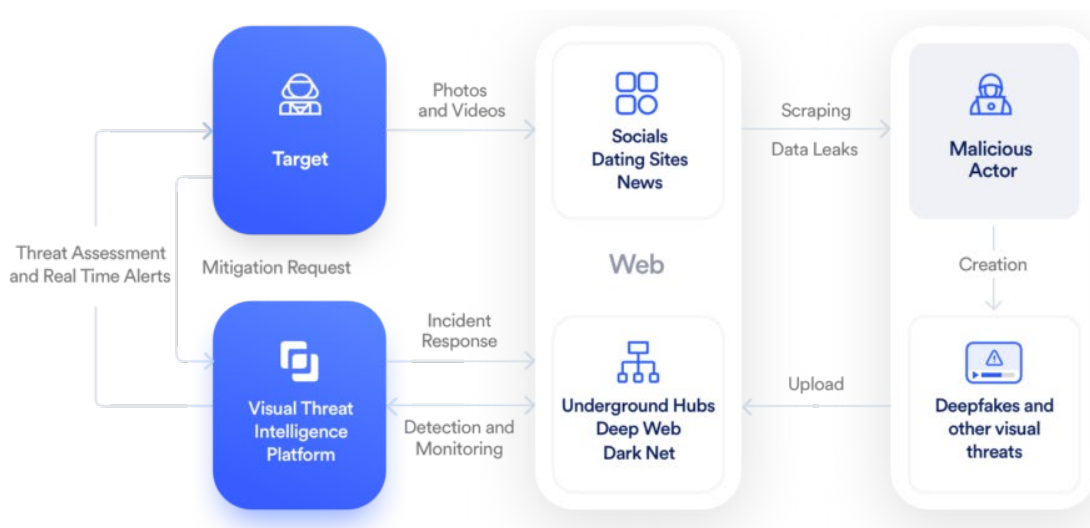 Target
Photos
and Videos
Socials
Dating Sites
News
Scraping
Data Leaks
Malicious
Actor
Threat Assessment
and Real Time Alerts
Mitigation Request
Web
Creation
Visual Threat
Intelligence
Platform
Incident
Response
Detection and
Monitoring
Underground Hubs
Deep Web
Dark Net
Upload
Deepfakes and
other visual
threats